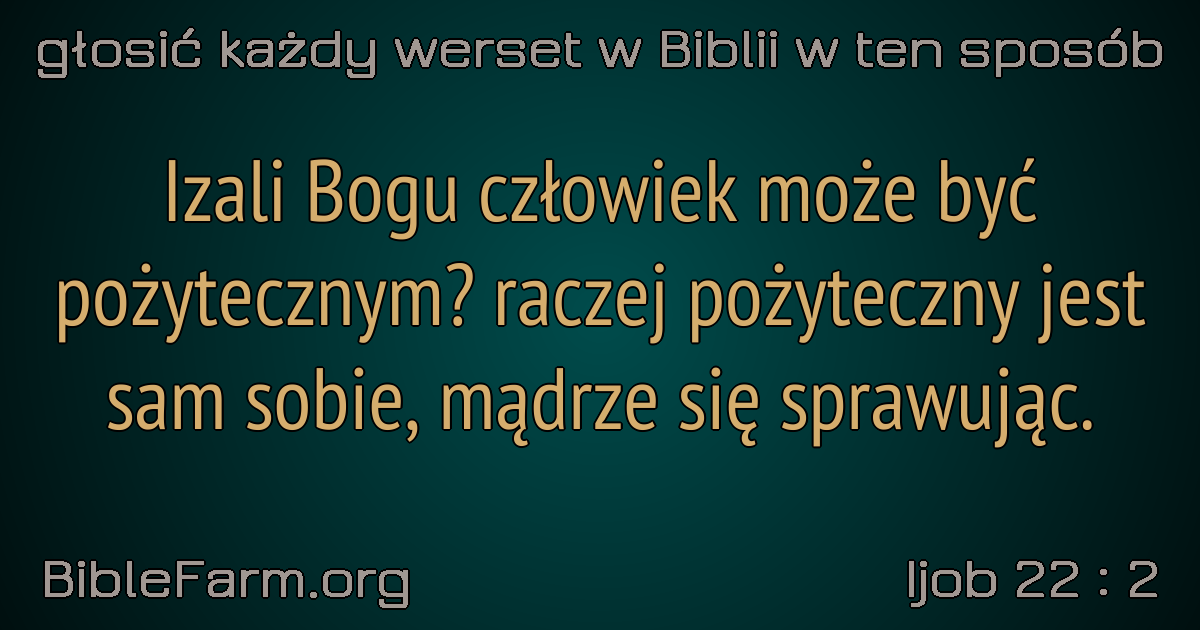 głosić każdy werset w Biblii w ten sposób
Izali Bogu człowiek może być
pożytecznym? raczej pożyteczny jest
sam sobie, mądrze się sprawując.
BibleFarm.org
Ijob 22 : 2